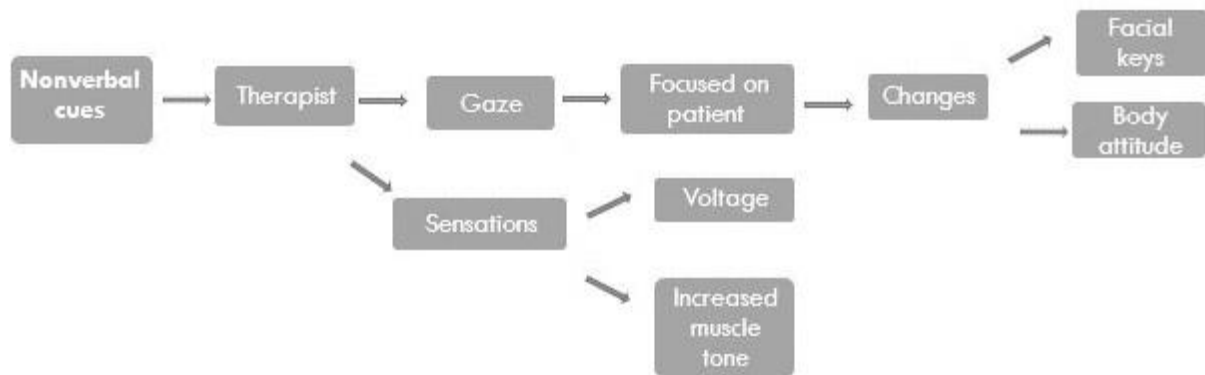 Nonverbal
cues
Therapist
Gaze
Focused on
patient
Changes
Facial
keys
Body
attitude
Sensations
Voltage
Increased
muscle
tone